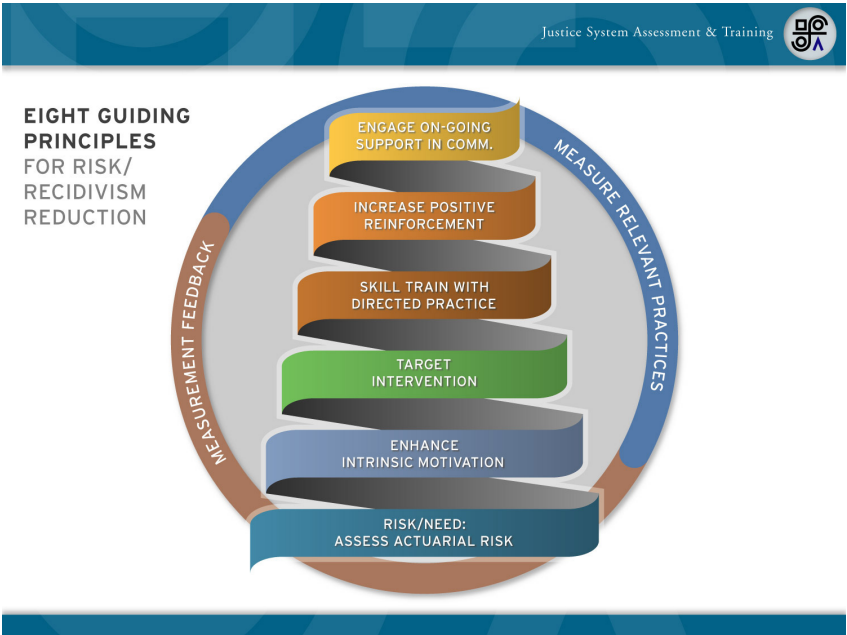 Justice System Assessment & Training
EIGHT GUIDING
PRINCIPLES
FOR RISK/
RECIDIVISM
REDUCTION
ENGAGE ON-GOING
SUPPORT IN COMM.
INCREASE POSITIVE
REINFORCEMENT
SKILL TRAIN WITH
DIRECTED PRACTICE
TARGET
INTERVENTION
ENHANCE
INTRINSIC MOTIVATION
RISK/NEED:
ASSESS ACTUARIAL RISK
MEASUREMENT FEEDBACK
MEASURE RELEVANT PRACTICES